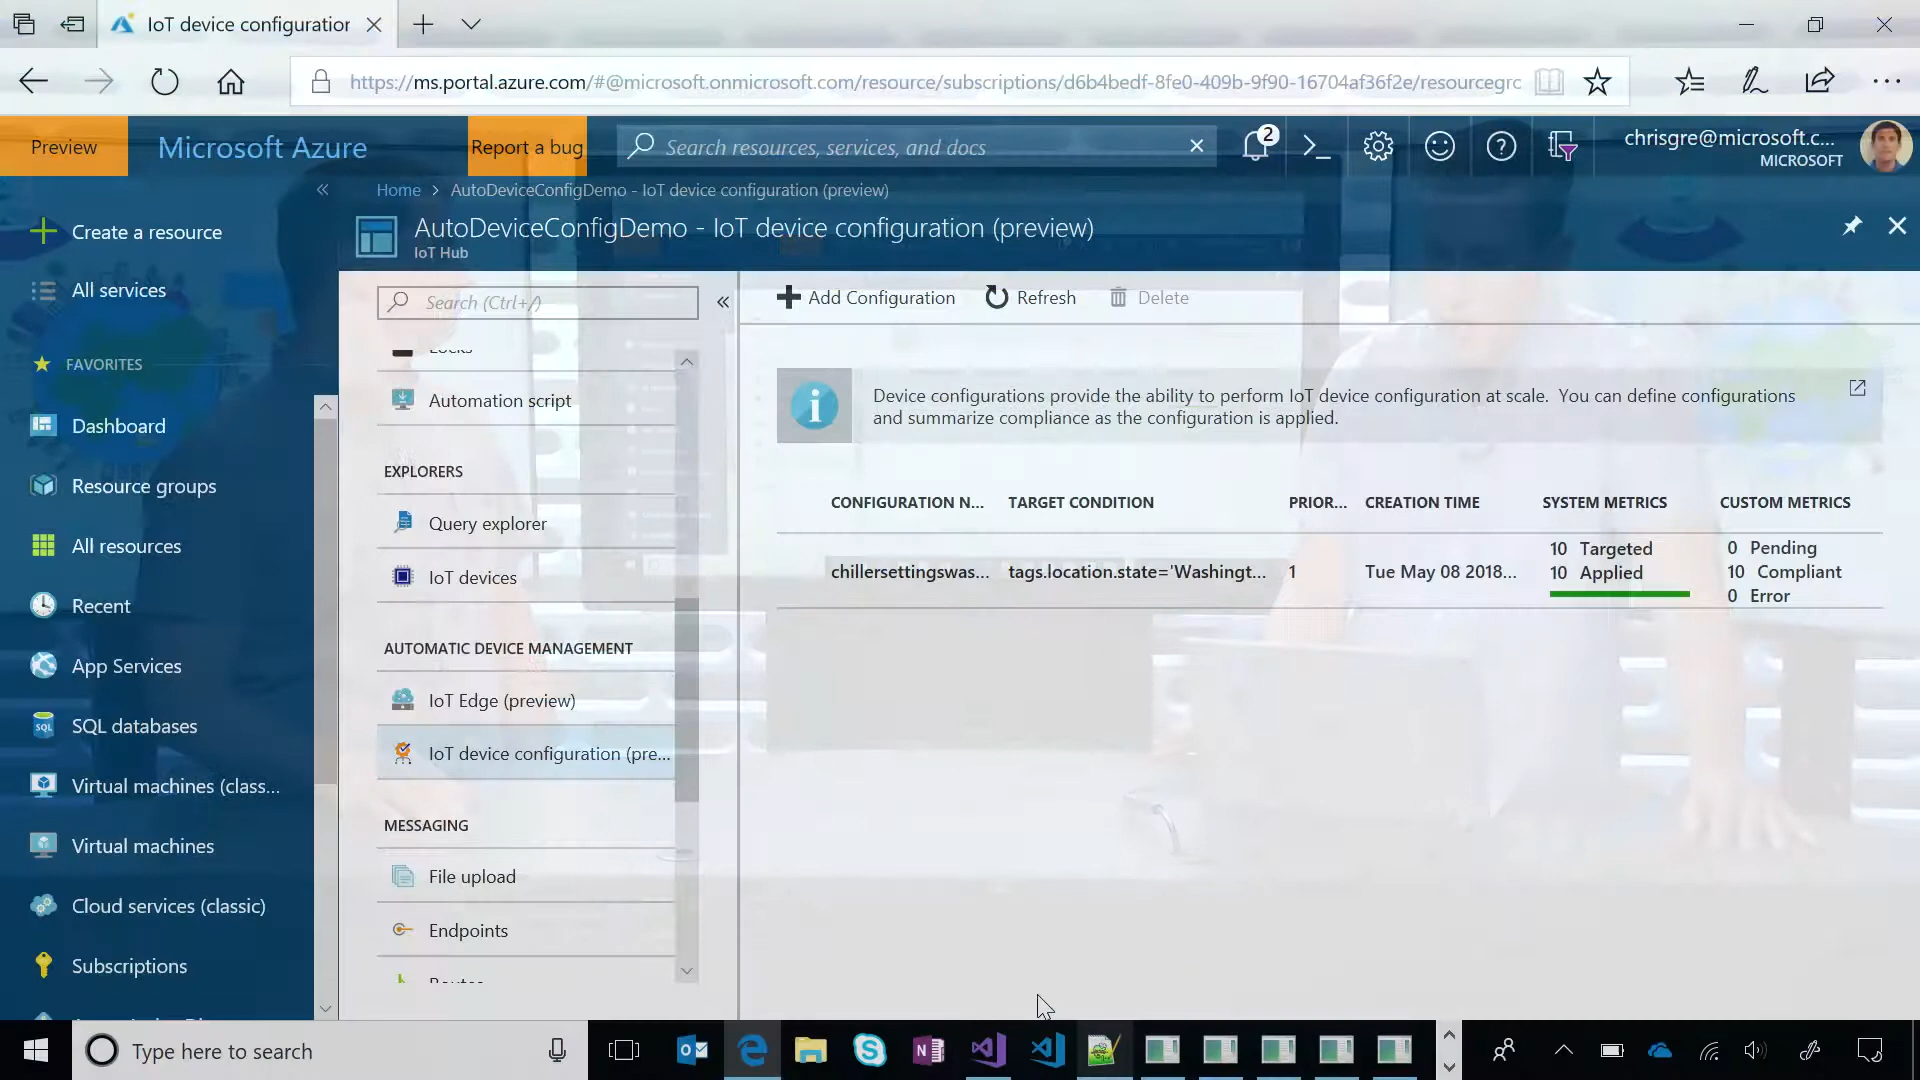 IoT device configuration
https://ms.portal.azure.com/#@microsoft.onmicrosoft.com/resource/subscriptions/d6b4bedf-8fe0-409b-9f90-16704af36f2e/resourcegrc
Preview
Microsoft Azure
Report a bug
Search resources, services, and docs
2
chrisgre@microsoft.c...
MICROSOFT
Home > AutoDeviceConfigDemo - IoT device configuration (preview)
AutoDeviceConfigDemo - IoT device configuration (preview)
IoT Hub
Create a resource
All services
FAVORITES
Dashboard
Resource groups
All resources
Recent
App Services
SQL databases
Virtual machines (class...
Virtual machines
Cloud services (classic)
Subscriptions
Search (Ctrl+/)
Locks
Automation script
EXPLORERS
Query explorer
IoT devices
AUTOMATIC DEVICE MANAGEMENT
IoT Edge (preview)
IoT device configuration (pre...
MESSAGING
File upload
Endpoints
Routes
Add Configuration
Refresh
Delete
Device configurations provide the ability to perform IoT device configuration at scale. You can define configurations
and summarize compliance as the configuration is applied.
CONFIGURATION N... TARGET CONDITION PRIOR... CREATION TIME SYSTEM METRICS CUSTOM METRICS
chillersettingswas... tags.location.state='Washingt... 1 Tue May 08 2018...
10 Targeted
10 Applied
0 Pending
10 Compliant
0 Error
Type here to search